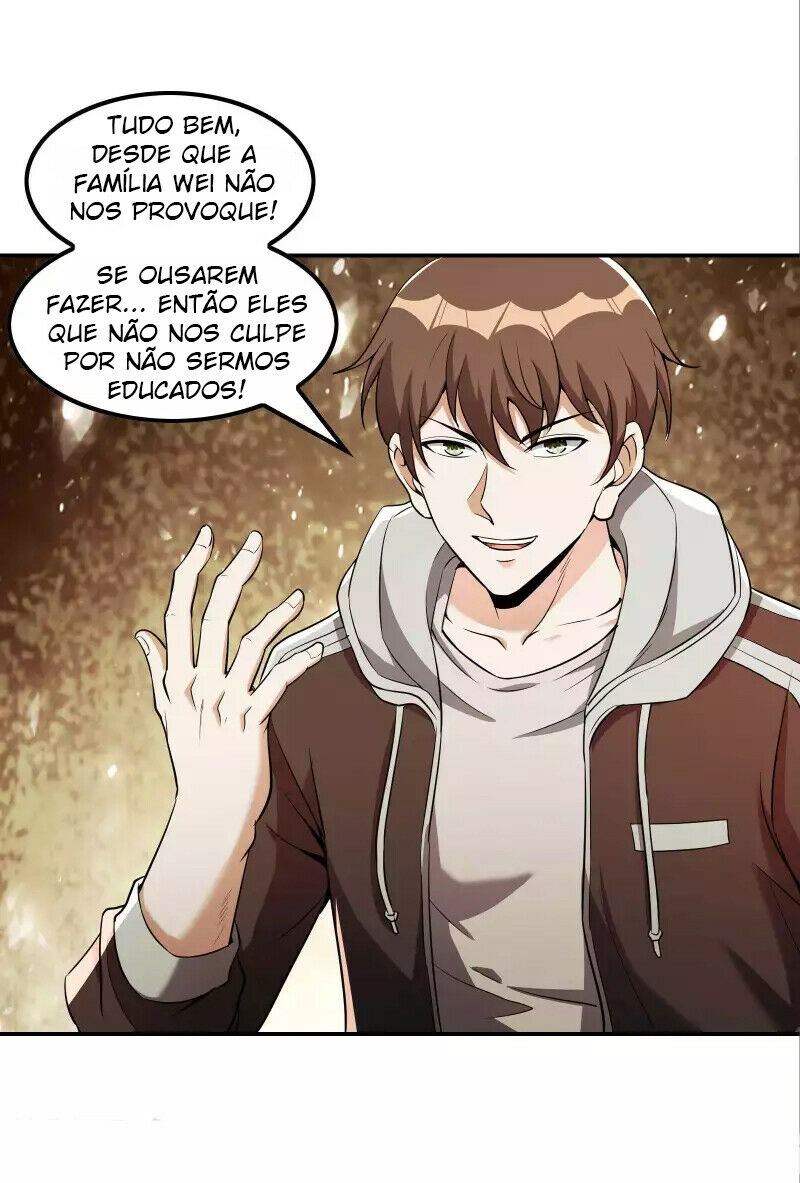 TUDO BEM,
DESDE QUE A
FAMÍLIA WEI NÃO
NOS PROVOQUE!
SE OUSAREM
FAZER... ENTÃO ELES
QUE NÃO NOS CULPE
POR NÃO SERMOS
EDUCADOS!